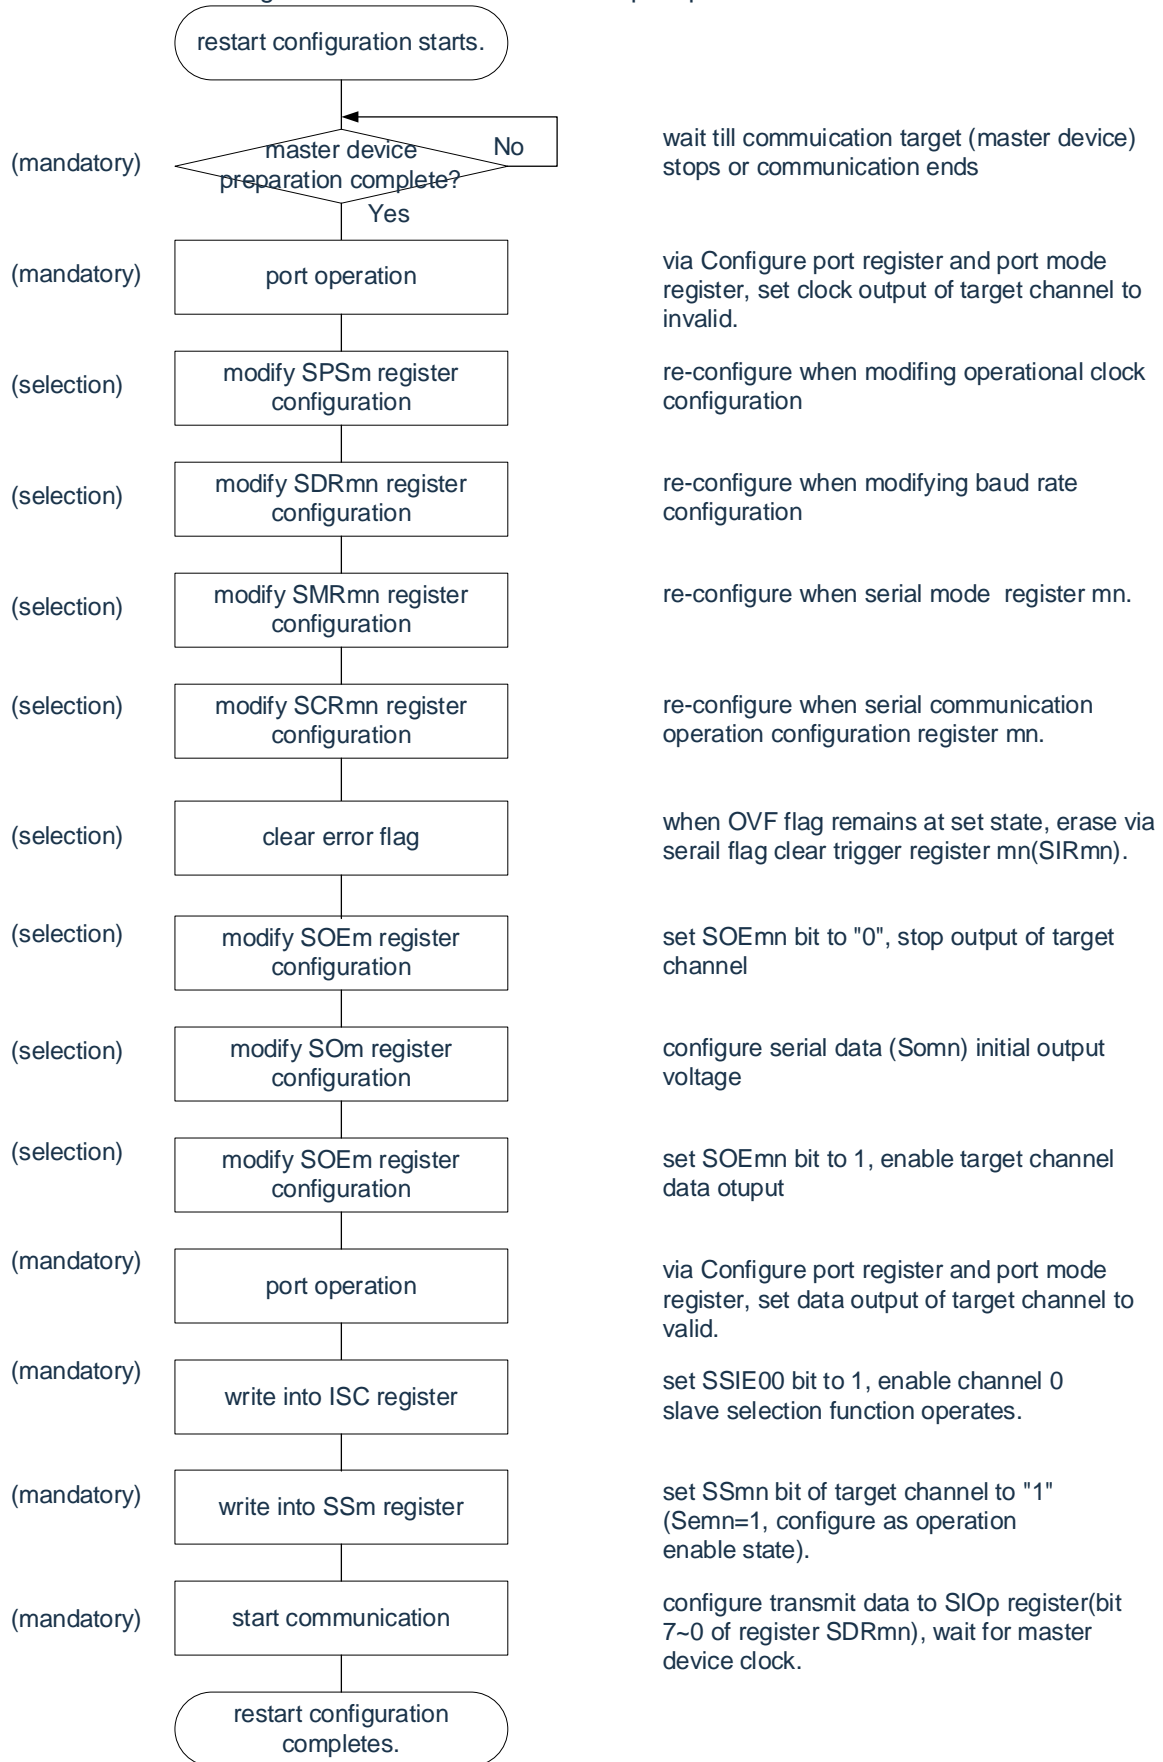 restart configuration starts.
(mandatory)
master device
preparation complete?
No
Yes
wait till commuication target (master device)
stops or communication ends
(mandatory)
port operation
via Configure port register and port mode
register, set clock output of target channel to
invalid.
(selection)
modify SPSm register
configuration
re-configure when modifing operational clock
configuration
(selection)
modify SDRmn register
configuration
re-configure when modifying baud rate
configuration
(selection)
modify SMRmn register
configuration
re-configure when serial mode  register mn.
(selection)
modify SCRmn register
configuration
re-configure when serial communication
operation configuration register mn.
(selection)
clear error flag
when OVF flag remains at set state, erase via
serail flag clear trigger register mn(SIRmn).
(selection)
modify SOEm register
configuration
set SOEmn bit to "0", stop output of target
channel
(selection)
modify SOm register
configuration
configure serial data (Somn) initial output
voltage
(selection)
modify SOEm register
configuration
set SOEmn bit to 1, enable target channel
data otuput
(mandatory)
port operation
via Configure port register and port mode
register, set data output of target channel to
valid.
(mandatory)
write into ISC register
set SSIE00 bit to 1, enable channel 0
slave selection function operates.
(mandatory)
write into SSm register
set SSmn bit of target channel to "1"
(Semn=1, configure as operation
enable state).
(mandatory)
start communication
configure transmit data to SIOp register(bit
7~0 of register SDRmn), wait for master
device clock.
restart configuration
completes.